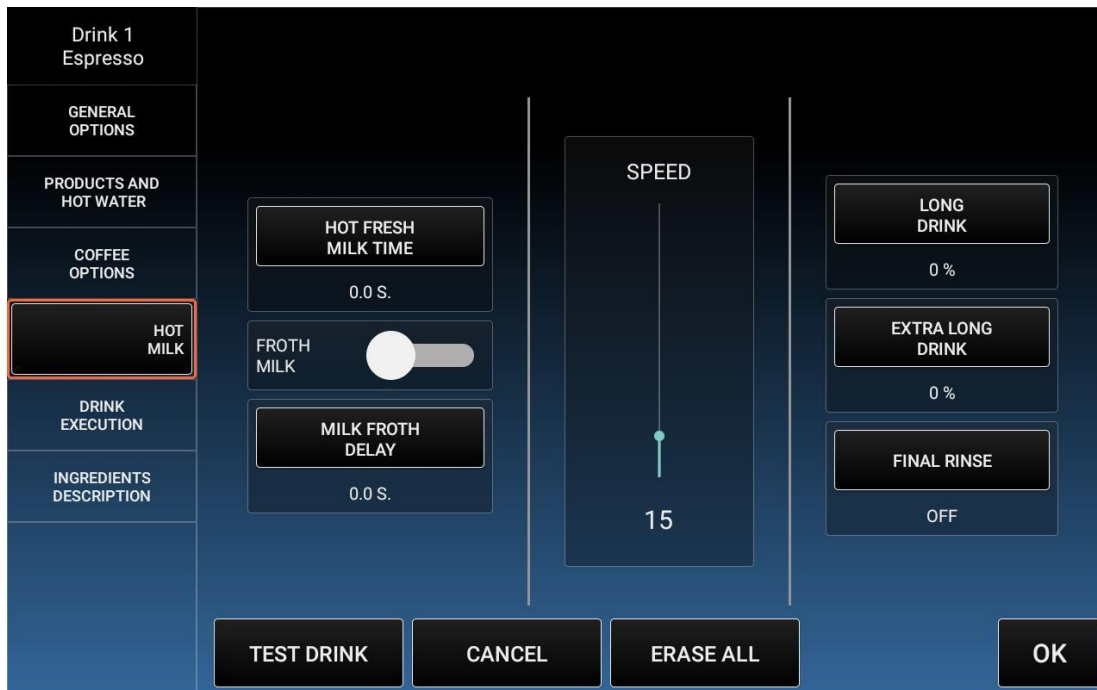 Drink 1
Espresso
GENERAL
OPTIONS
PRODUCTS AND
HOT WATER
COFFEE
OPTIONS
HOT
MILK
DRINK
EXECUTION
INGREDIENTS
DESCRIPTION
HOT FRESH
MILK TIME
0.0 S.
FROTH
MILK
MILK FROTH
DELAY
0.0 S.
SPEED
15
LONG
DRINK
0 %
EXTRA LONG
DRINK
0 %
FINAL RINSE
OFF
TEST DRINK
CANCEL
ERASE ALL
OK